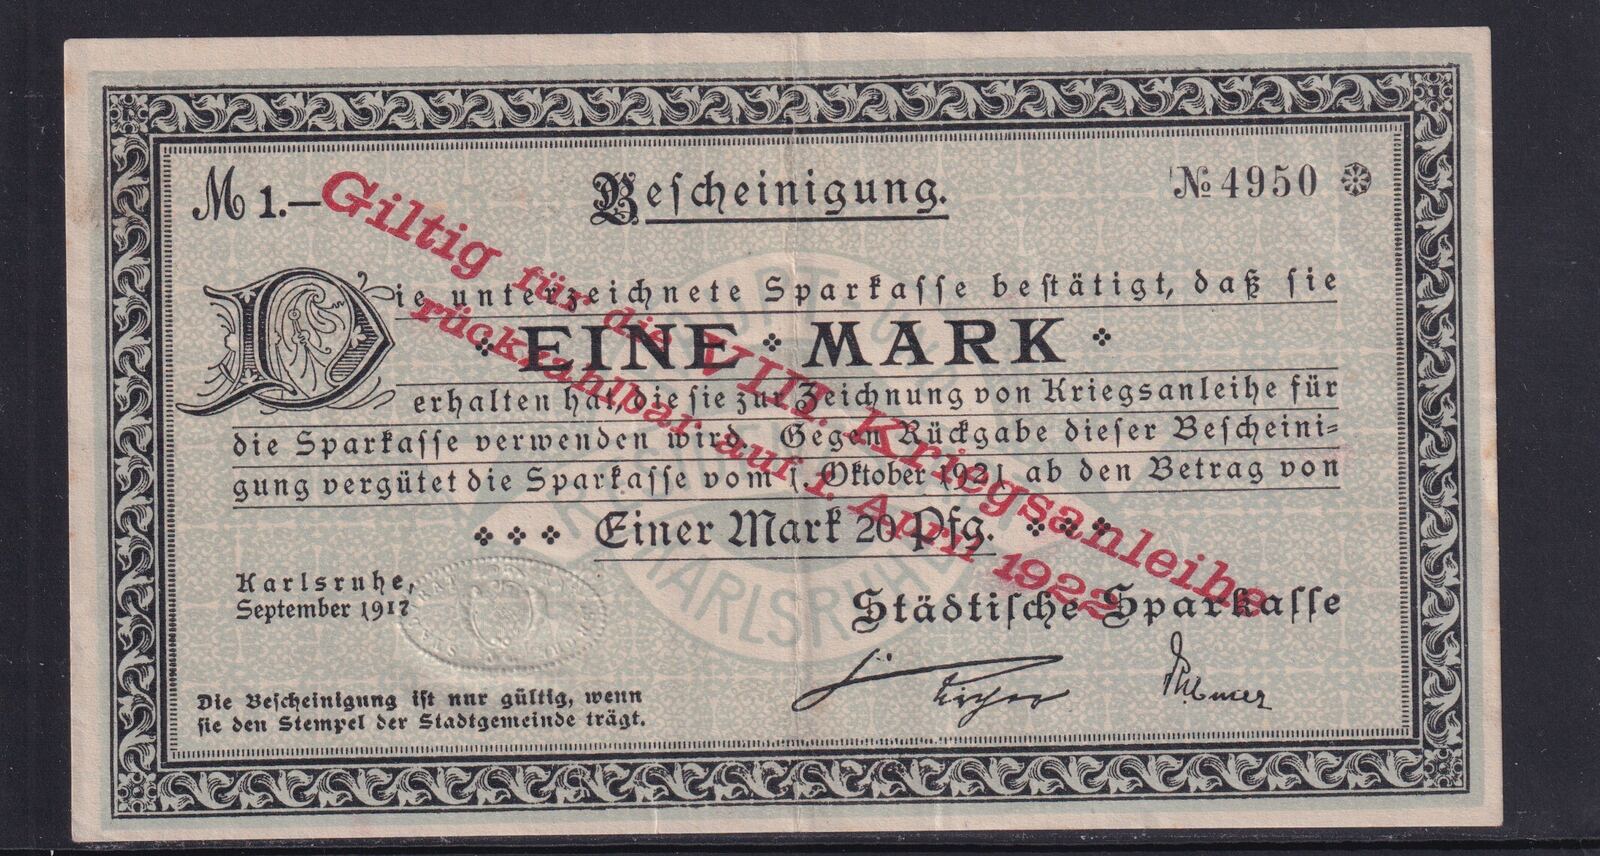 M 1.—
Bescheinigung.
№ 4950
Giltig für die VIII. Kriegsanleihe
rückzahlbar auf 1. April 1922
Die unterzeichnete Sparkasse bestätigt, daß sie
EINE MARK
erhalten hat, die sie zur Zeichnung von Kriegsanleihe für
die Sparkasse verwenden wird. Gegen Rückgabe dieser Bescheini=
gung vergütet die Sparkasse vom 1. Oktober 1921 ab den Betrag von
Einer Mark 20 Pfg.
Karlsruhe,
September 1917
Städtische Sparkasse
Die Bescheinigung ist nur gültig, wenn
sie den Stempel der Stadtgemeinde trägt.
KARLSRUHE